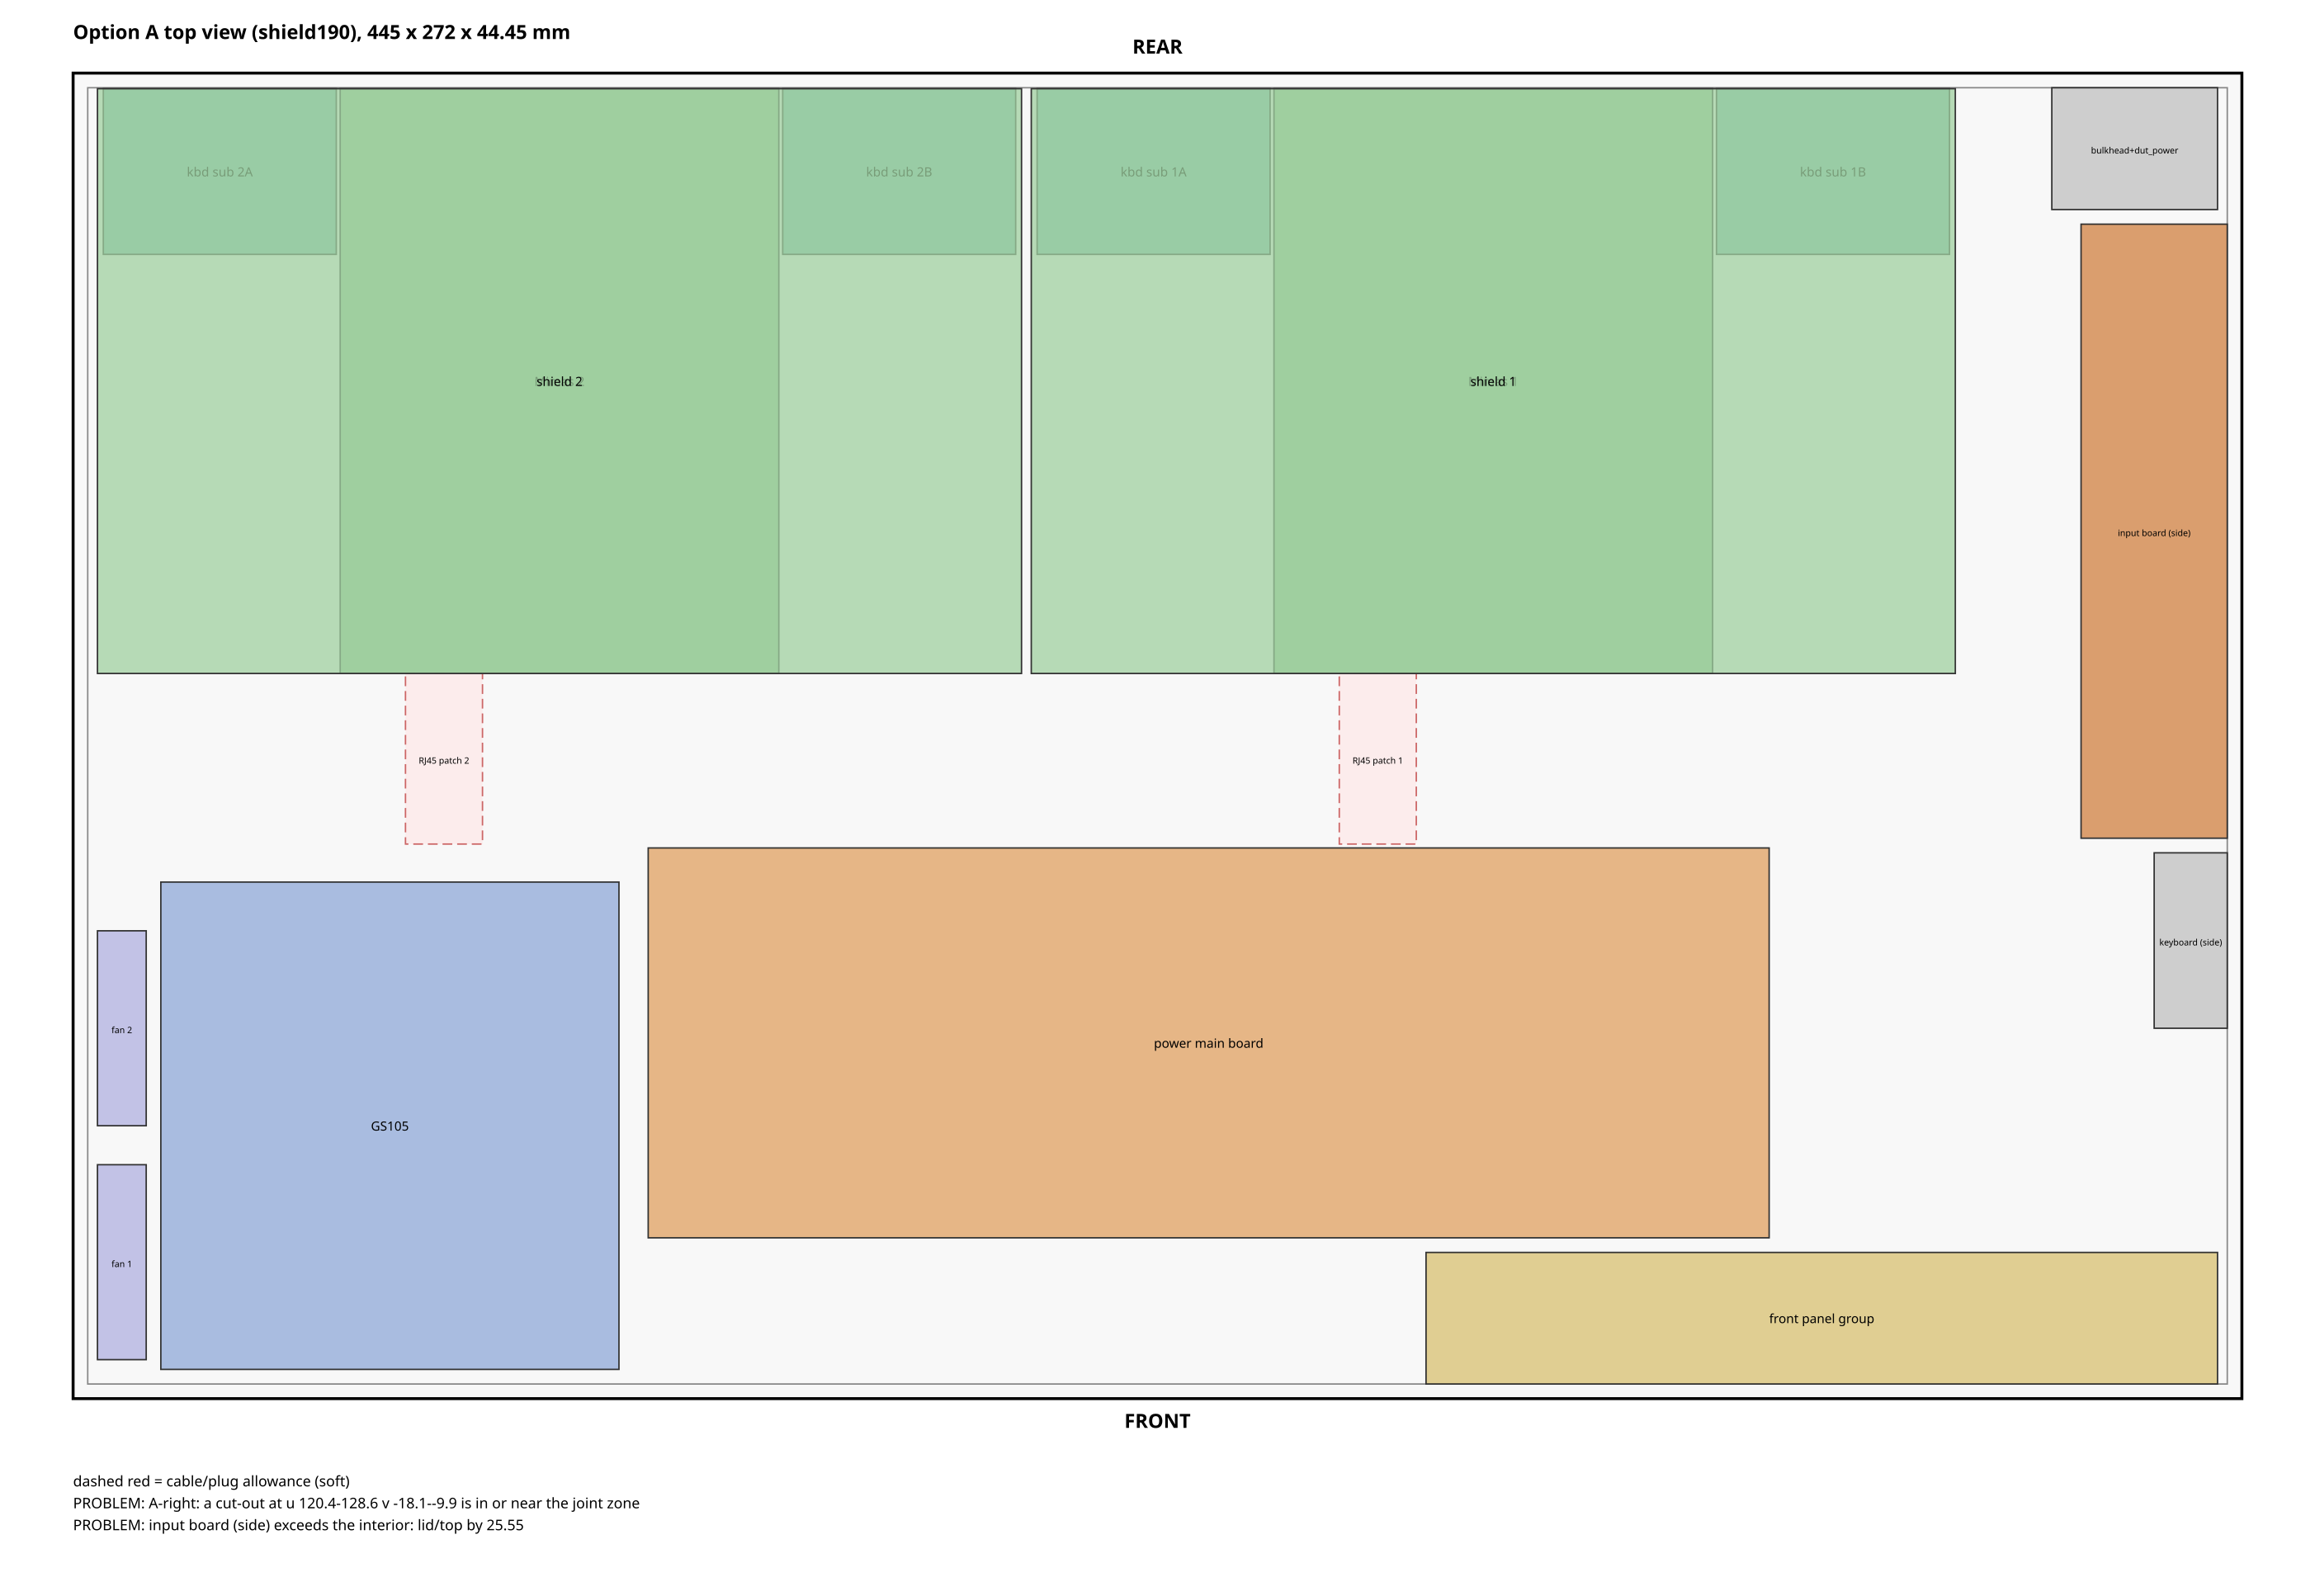 Option A top view (shield190), 445 x 272 x 44.45 mm
REAR
kbd sub 2A
kbd sub 2B
kbd sub 1A
kbd sub 1B
bulkhead+dut_power
shield 2
shield 1
input board (side)
RJ45 patch 2
RJ45 patch 1
keyboard (side)
fan 2
power main board
GS105
fan 1
front panel group
FRONT
dashed red = cable/plug allowance (soft)
PROBLEM: A-right: a cut-out at u 120.4-128.6 v -18.1--9.9 is in or near the joint zone
PROBLEM: input board (side) exceeds the interior: lid/top by 25.55